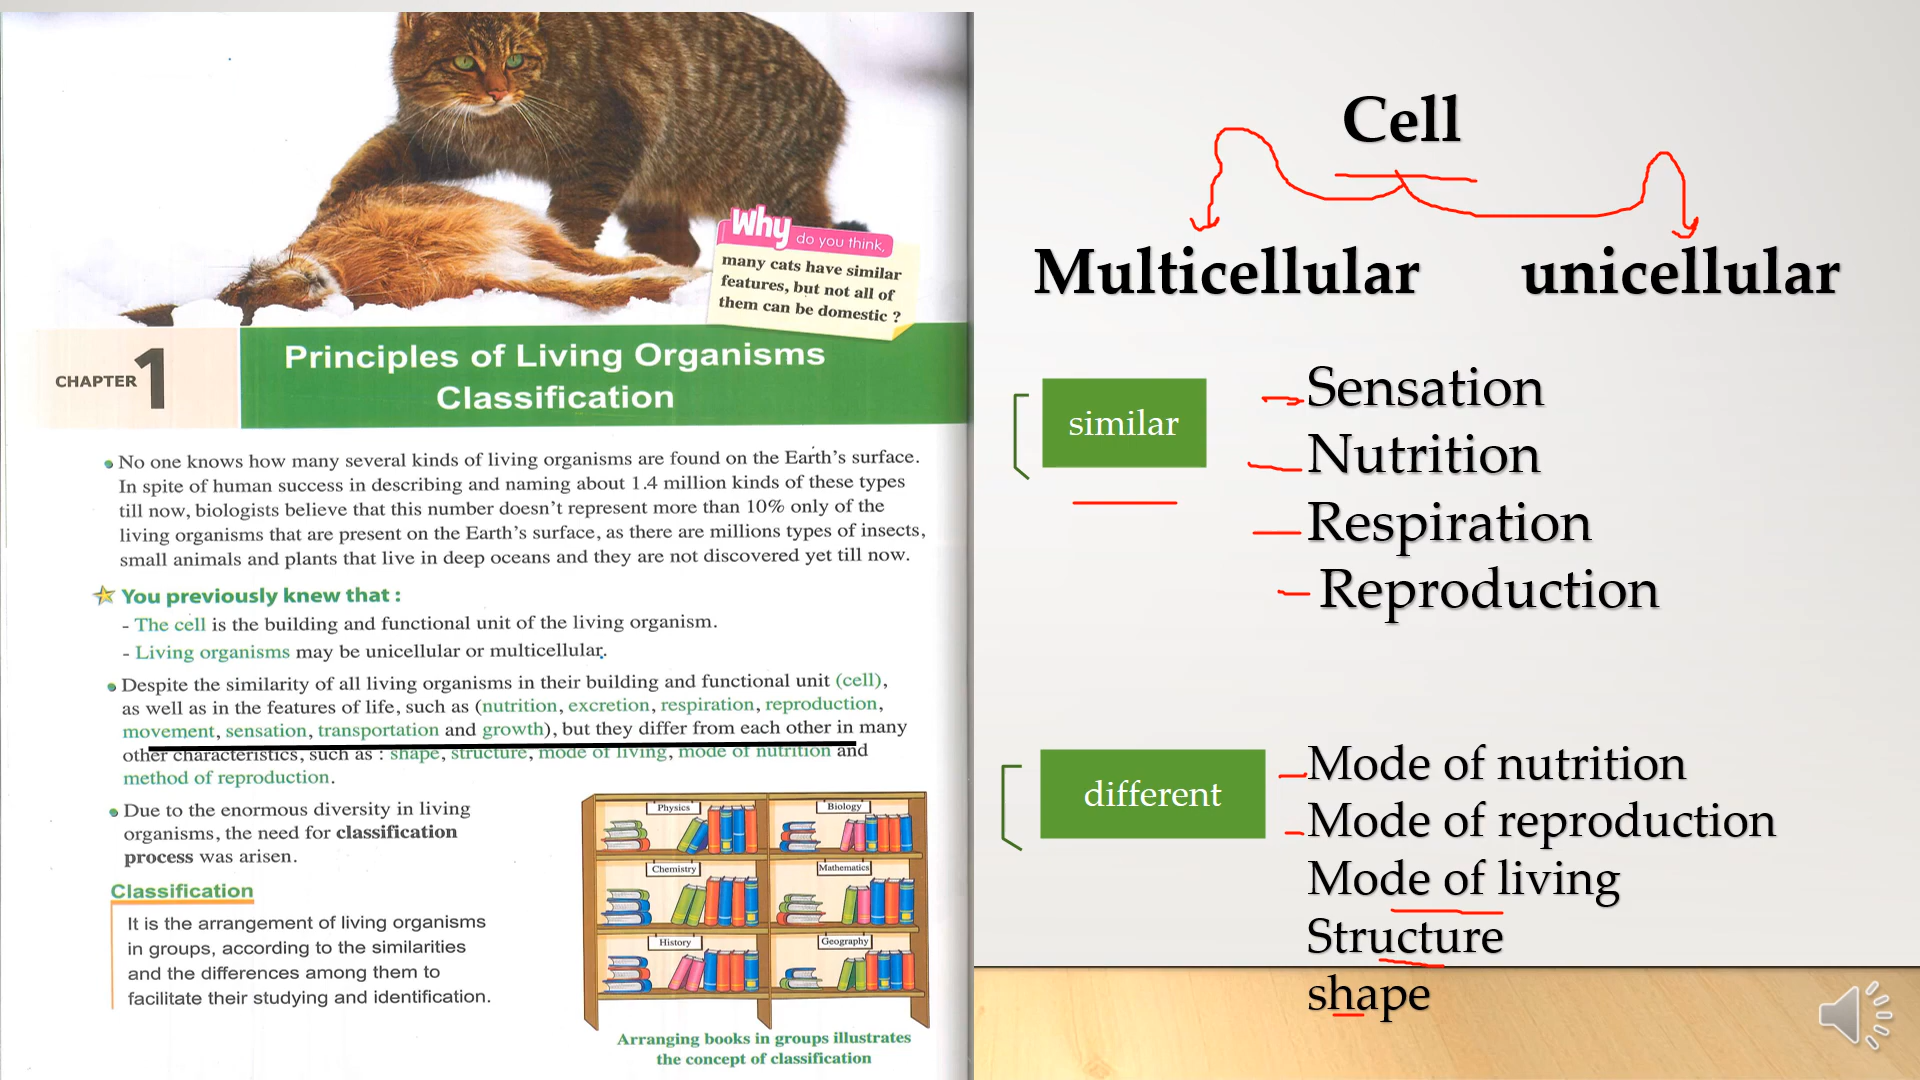 Why do you think,
many cats have similar
features, but not all of
them can be domestic ?
CHAPTER 1
Principles of Living Organisms
Classification
No one knows how many several kinds of living organisms are found on the Earth's surface.
In spite of human success in describing and naming about 1.4 million kinds of these types
till now, biologists believe that this number doesn't represent more than 10% only of the
living organisms that are present on the Earth's surface, as there are millions types of insects,
small animals and plants that live in deep oceans and they are not discovered yet till now.
You previously knew that :
- The cell is the building and functional unit of the living organism.
- Living organisms may be unicellular or multicellular.
Despite the similarity of all living organisms in their building and functional unit (cell),
as well as in the features of life, such as (nutrition, excretion, respiration, reproduction,
movement, sensation, transportation and growth), but they differ from each other in many
other characteristics, such as : shape, structure, mode of living, mode of nutrition and
method of reproduction.
Due to the enormous diversity in living
organisms, the need for classification
process was arisen.
Classification
It is the arrangement of living organisms
in groups, according to the similarities
and the differences among them to
facilitate their studying and identification.
Physics
Biology
Chemistry
Mathematics
History
Geography
Arranging books in groups illustrates
the concept of classification
Cell
Multicellular unicellular
similar
Sensation
Nutrition
Respiration
Reproduction
different
Mode of nutrition
Mode of reproduction
Mode of living
Structure
shape